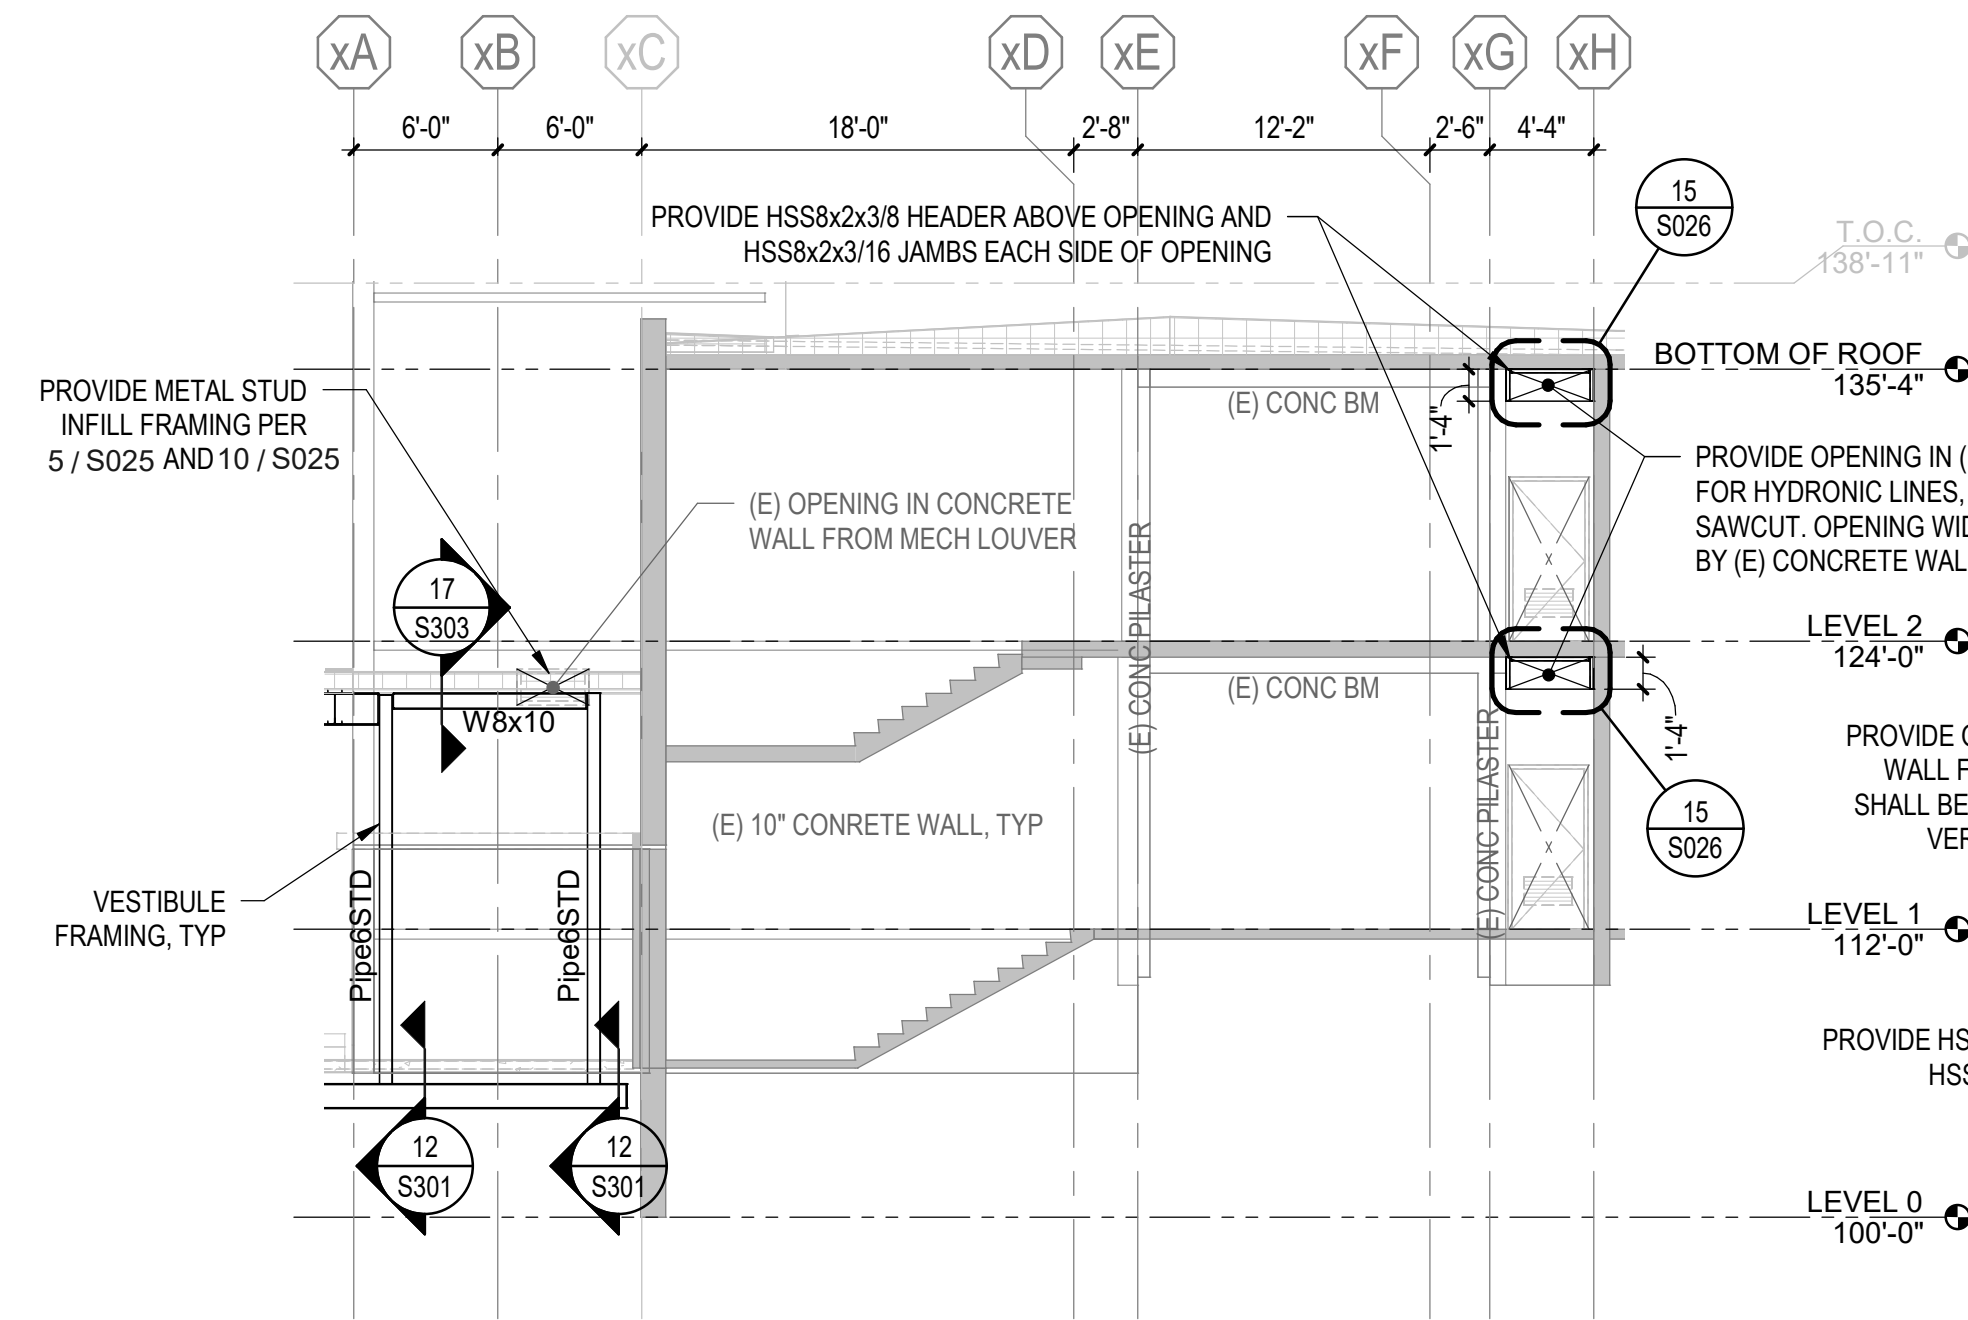 xA
xB
xC
xD
xE
xF
xG
xH
6'-0"
6'-0"
18'-0"
2'-8"
12'-2"
2'-6"
4'-4"
PROVIDE HSS8x2x3/8 HEADER ABOVE OPENING AND
HSS8x2x3/16 JAMBS EACH SIDE OF OPENING
15
S026
T.O.C.
138'-11"
BOTTOM OF ROOF
135'-4"
PROVIDE METAL STUD
INFILL FRAMING PER
5 / S025 AND 10 / S025
(E) CONC BM
1'-4"
PROVIDE OPENING IN (
FOR HYDRONIC LINES,
SAWCUT. OPENING WID
BY (E) CONCRETE WAL
(E) OPENING IN CONCRETE
WALL FROM MECH LOUVER
(E) CONC PILASTER
17
S303
X
LEVEL 2
124'-0"
(E) CONC BM
W8x10
1'-4"
PROVIDE
WALL F
SHALL BE
VER
(E) CONC PILASTER
(E) 10" CONRETE WALL, TYP
15
S026
X
VESTIBULE
FRAMING, TYP
Pipe6STD
Pipe6STD
LEVEL 1
112'-0"
PROVIDE HS
HSS
12
S301
12
S301
LEVEL 0
100'-0"